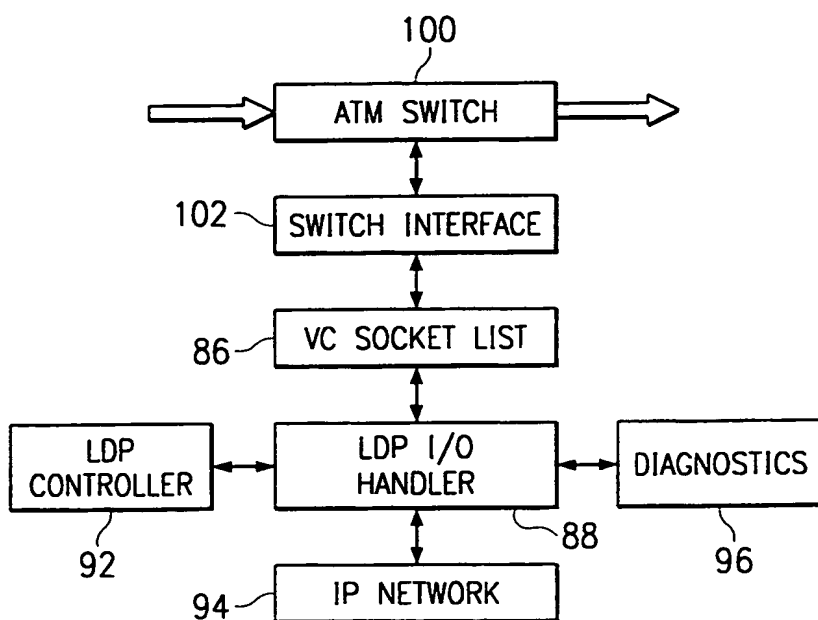 100
ATM SWITCH
102
SWITCH INTERFACE
86
VC SOCKET LIST
LDP
CONTROLLER
LDP I/O
HANDLER
DIAGNOSTICS
92
88
96
94
IP NETWORK